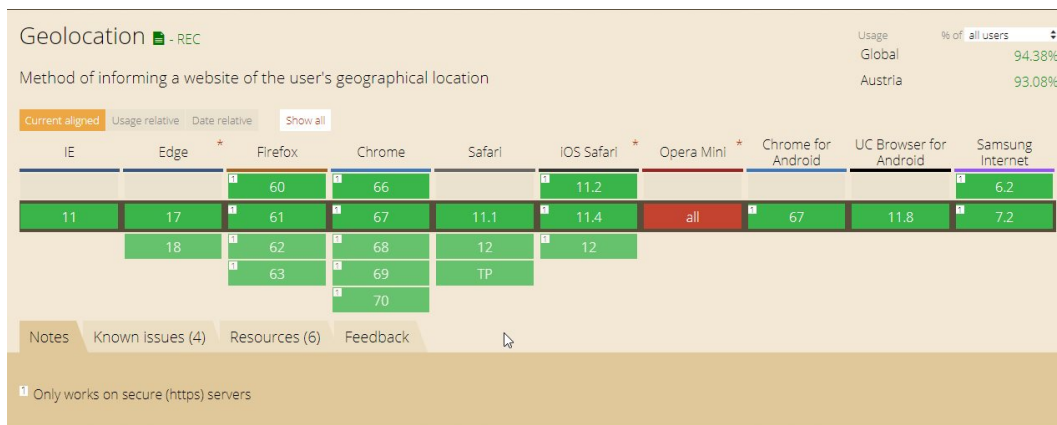 Geolocation - REC
Usage % of all users
Global 94.38%
Method of informing a website of the user's geographical location
Austria 93.08%
Current aligned Usage relative Date relative Show all
IE Edge * Firefox Chrome Safari iOS Safari * Opera Mini * Chrome for Android UC Browser for Android Samsung Internet
1 60 1 66 1 11.2 1 6.2
11 17 1 61 1 67 11.1 1 11.4 all 1 67 11.8 1 7.2
18 1 62 1 68 12 1 12
1 63 1 69 TP
1 70
Notes Known issues (4) Resources (6) Feedback
1 Only works on secure (https) servers